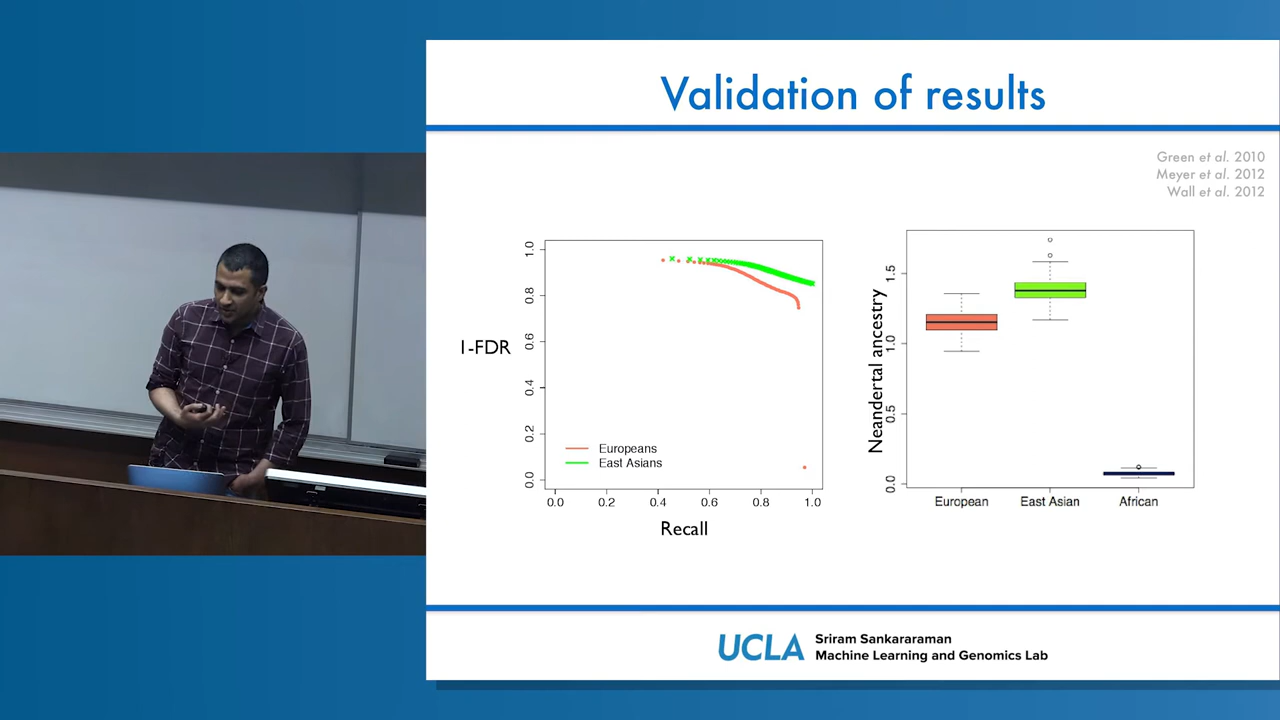 Validation of results
Green et al. 2010
Meyer et al. 2012
Wall et al. 2012
1-FDR
1.0
0.8
0.6
0.4
0.2
0.0
Europeans
East Asians
0.0 0.2 0.4 0.6 0.8 1.0
Recall
Neandertal ancestry
1.5
1.0
0.5
0.0
European East Asian African
UCLA
Sriram Sankararaman
Machine Learning and Genomics Lab